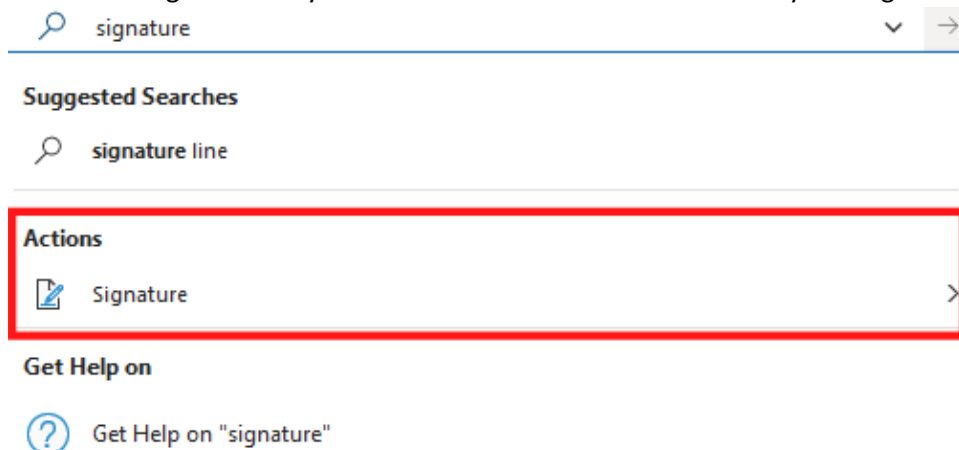 signature
Suggested Searches
signature line
Actions
Signature
Get Help on
Get Help on "signature"